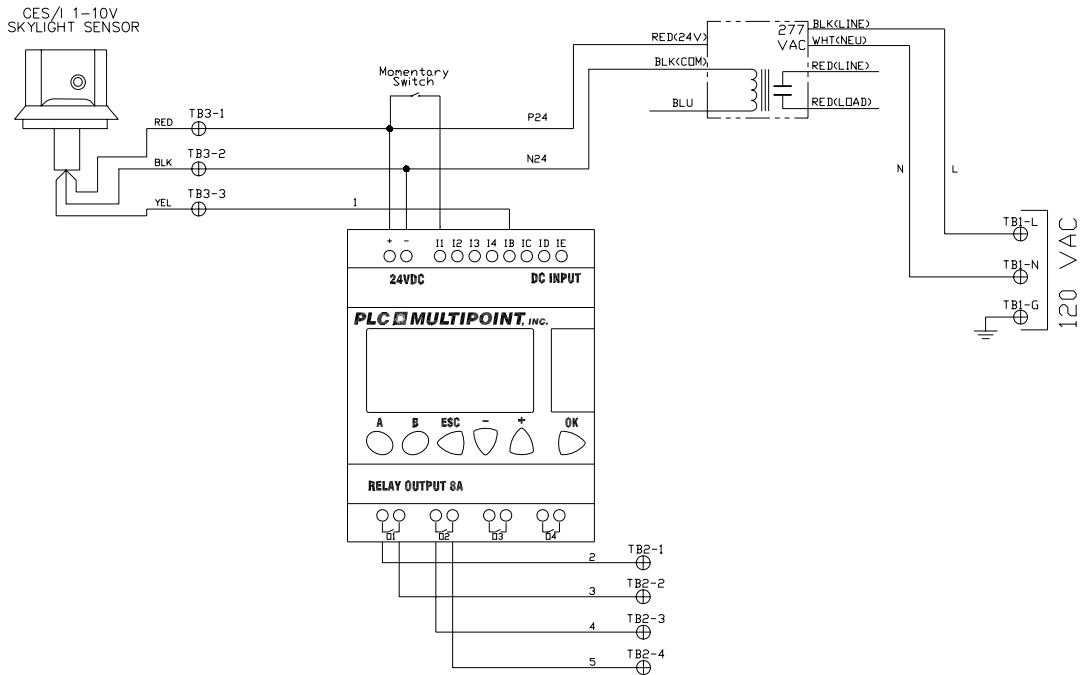 CES/I 1-10V
SKYLIGHT SENSOR
Momentary
Switch
RED(24V)
BLK(COM)
BLU
277
VAC
BLK(LINE)
WHT(NEU)
RED(LINE)
RED(LOAD)
RED
TB3-1
P24
BLK
TB3-2
N24
YEL
TB3-3
1
N
L
TB1-L
TB1-N
TB1-G
120 VAC
+ - I1 I2 I3 I4 IB IC ID IE
24VDC
DC INPUT
PLC MULTIPOINT, INC.
A B ESC - + OK
RELAY OUTPUT 8A
O1 O2 O3 O4
2 TB2-1
3 TB2-2
4 TB2-3
5 TB2-4